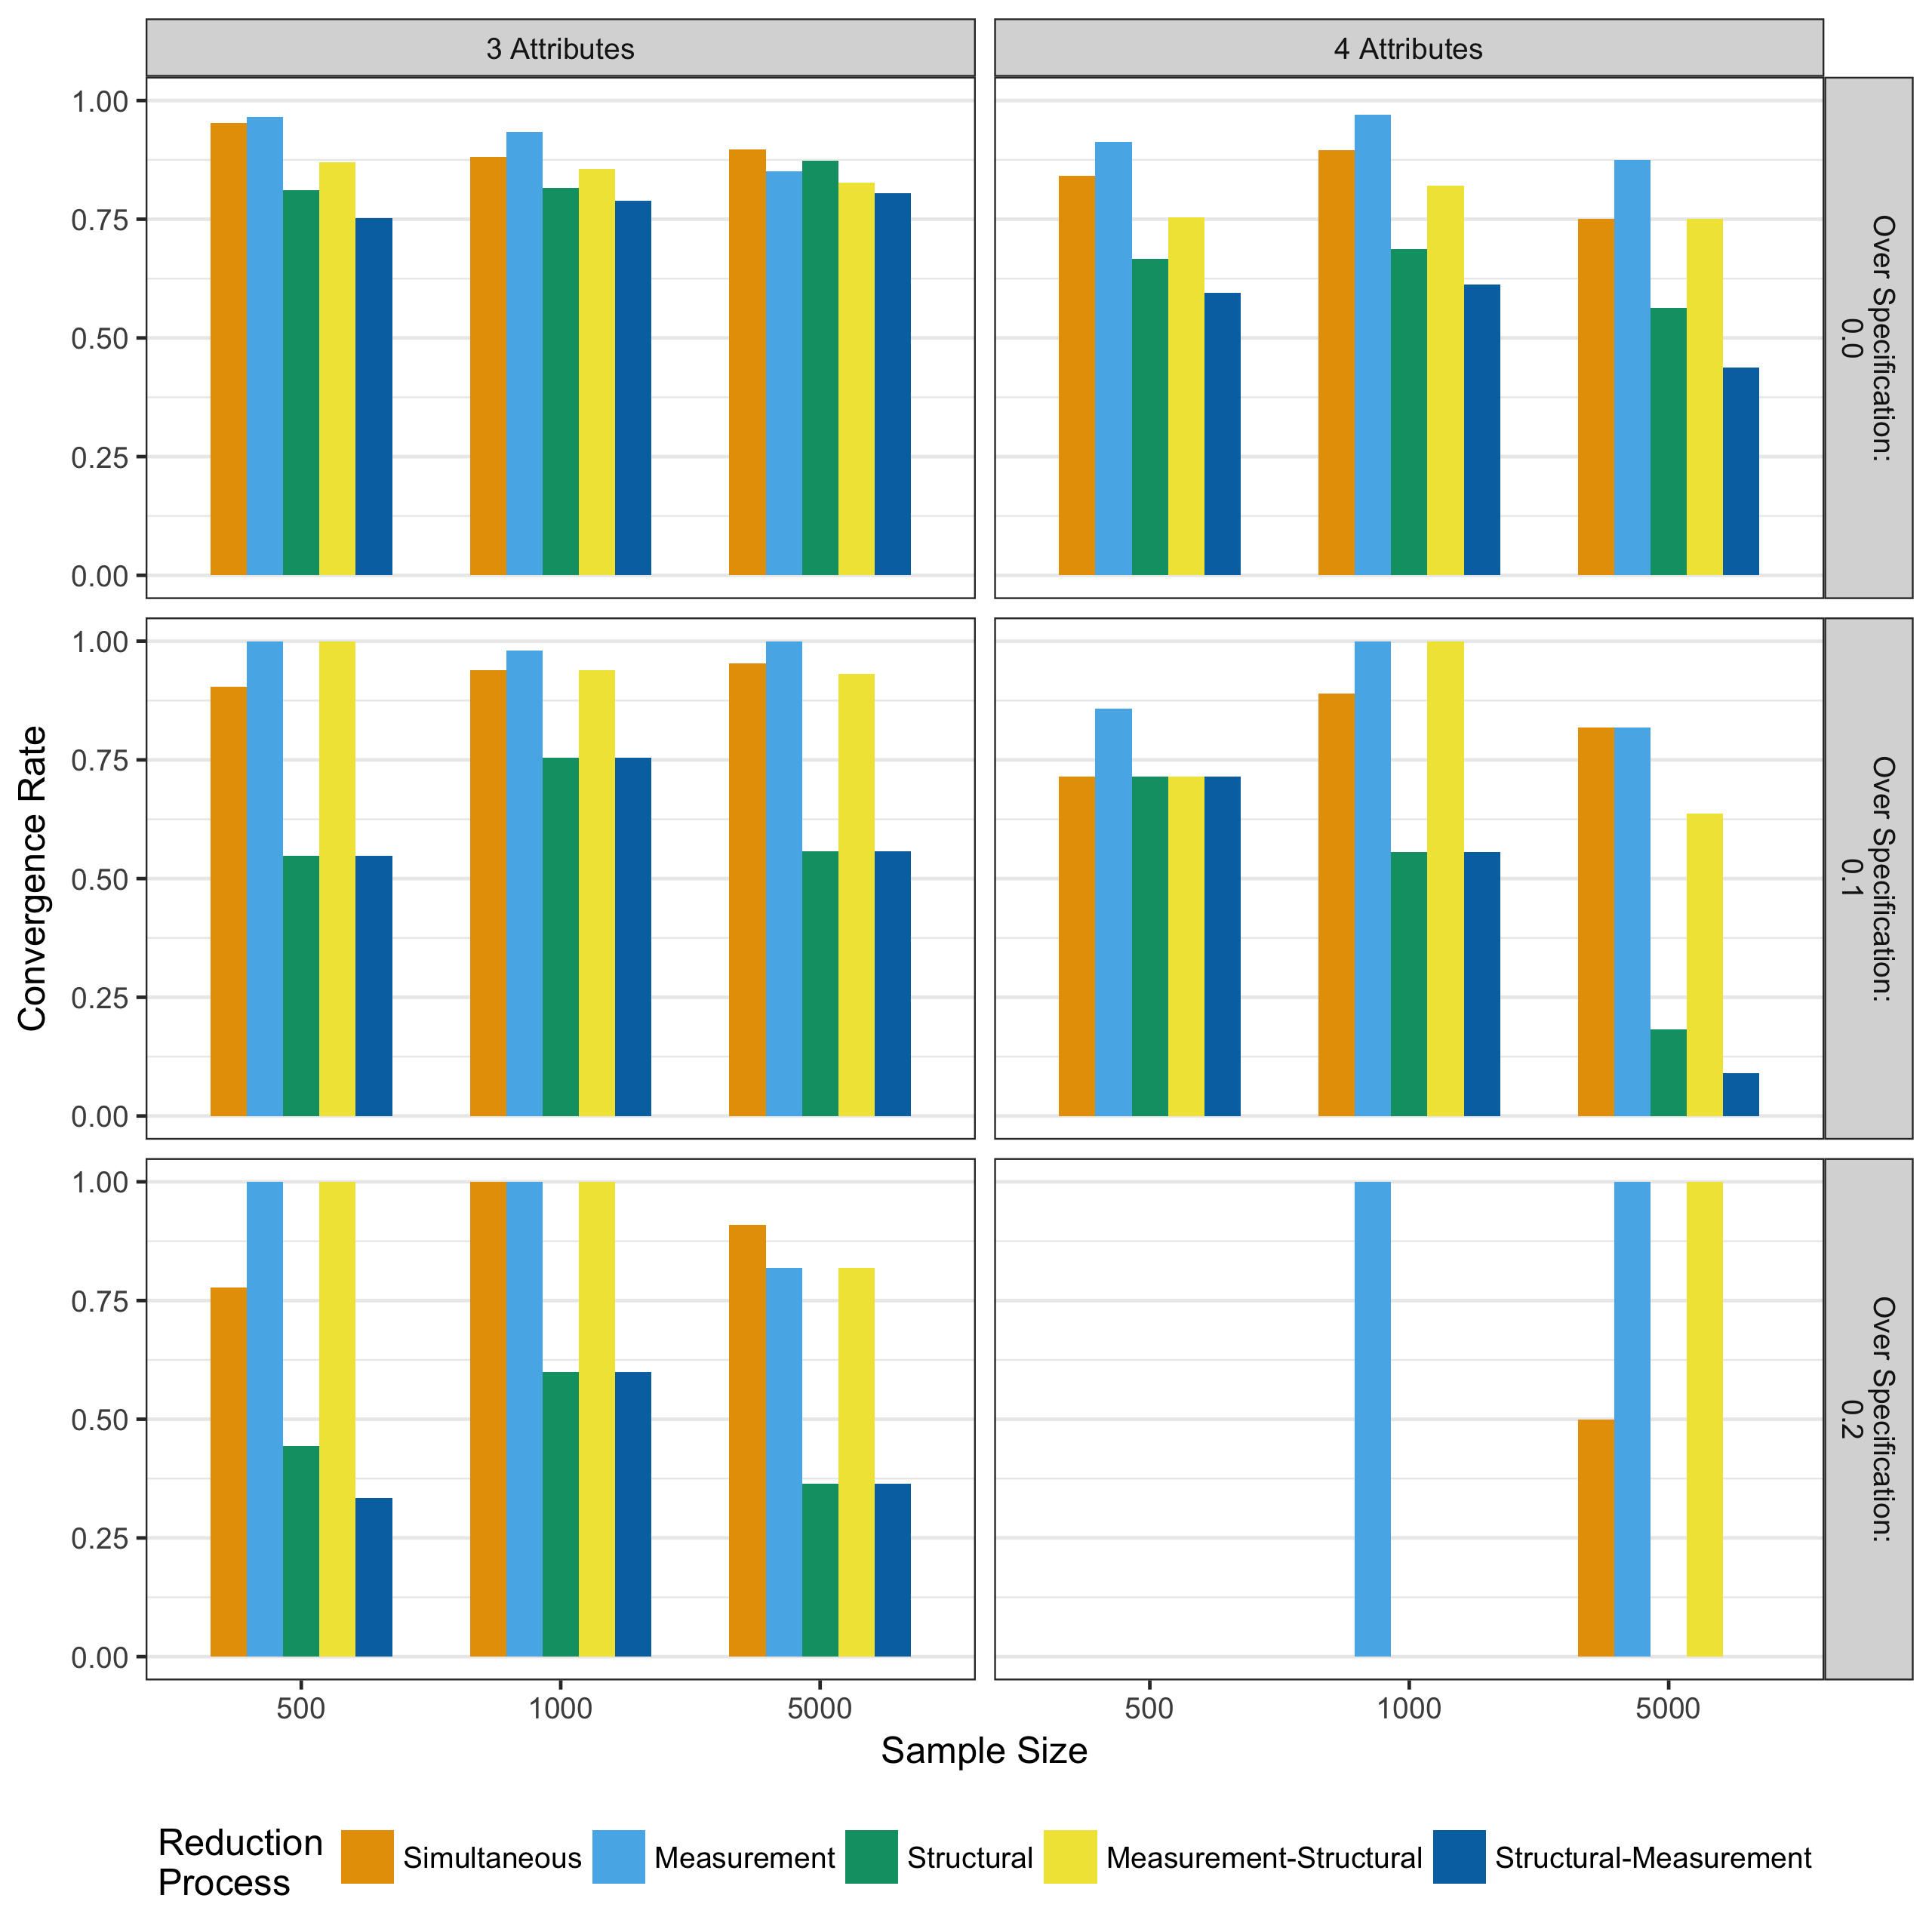 3 Attributes
4 Attributes
1.00
0.75
0.50
0.25
0.00
Over Specification:
0.0
1.00
0.75
0.50
0.25
0.00
Over Specification:
0.1
1.00
0.75
0.50
0.25
0.00
Over Specification:
0.2
Convergence Rate
500
1000
5000
500
1000
5000
Sample Size
Reduction
Process
Simultaneous
Measurement
Structural
Measurement-Structural
Structural-Measurement